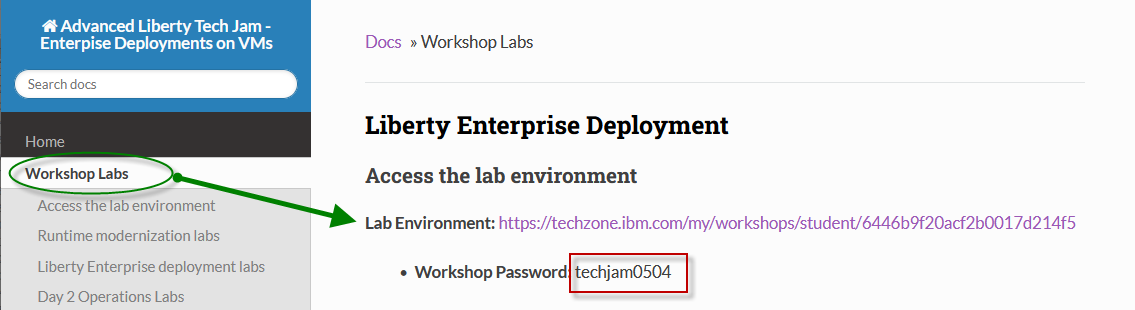 Advanced Liberty Tech Jam -
Enterpise Deployments on VMs
Search docs
Home
Workshop Labs
Access the lab environment
Runtime modernization labs
Liberty Enterprise deployment labs
Day 2 Operations Labs
Docs » Workshop Labs
Liberty Enterprise Deployment
Access the lab environment
Lab Environment: https://techzone.ibm.com/my/workshops/student/6446b9f20acf2b0017d214f5
• Workshop Password: techjam0504